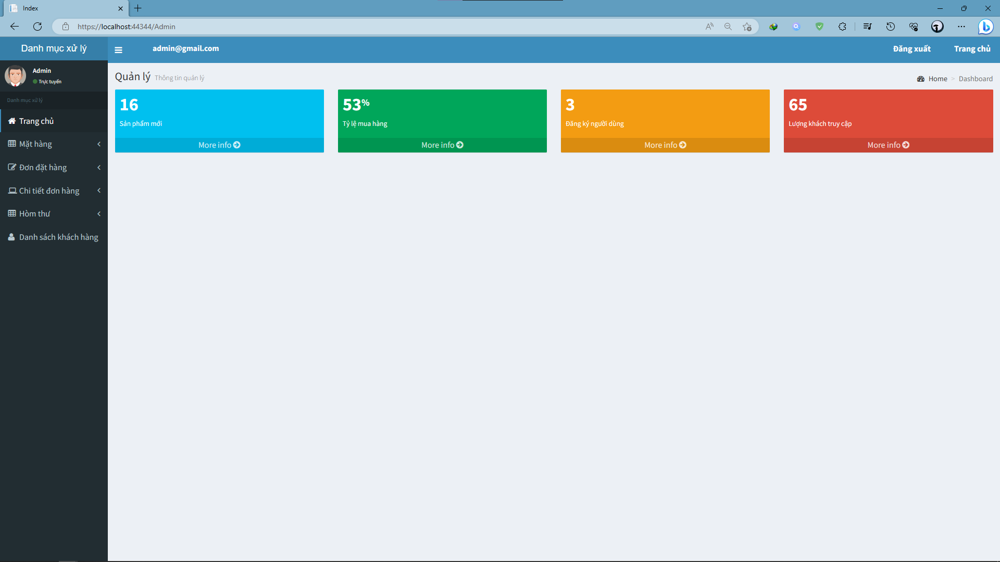 Index
https://localhost:44344/Admin
Danh mục xử lý
admin@gmail.com
Đăng xuất
Trang chủ
Admin
Trực tuyến
Danh mục xử lý
Trang chủ
Mặt hàng
Đơn đặt hàng
Chi tiết đơn hàng
Hòm thư
Danh sách khách hàng
Quản lý Thông tin quản lý
Home > Dashboard
16
Sản phẩm mới
More info
53%
Tỷ lệ mua hàng
More info
3
Đăng ký người dùng
More info
65
Lượng khách truy cập
More info